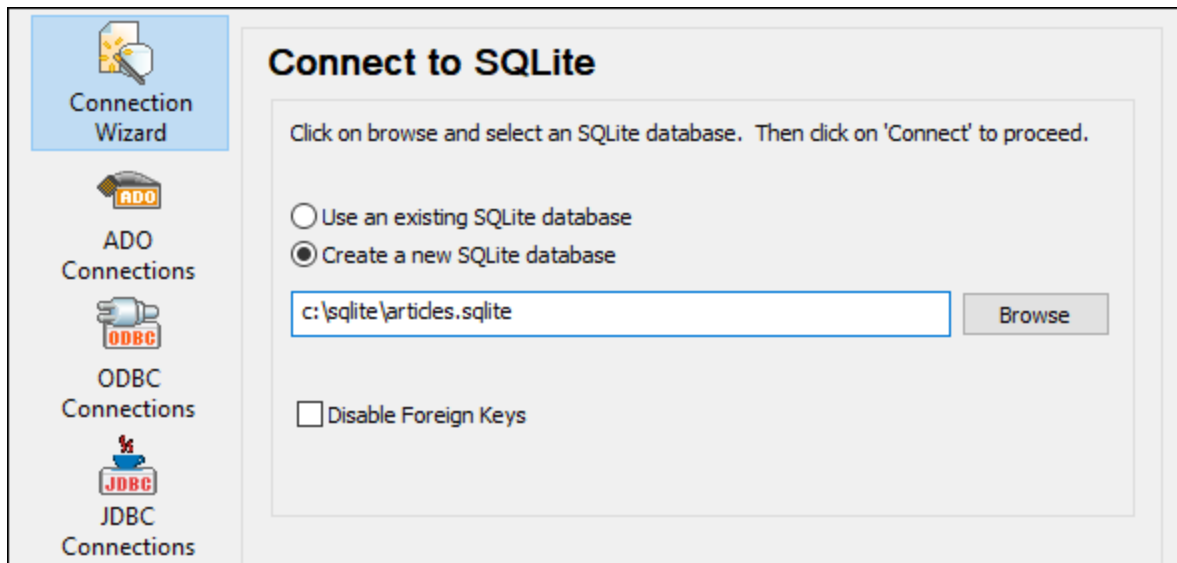 Connection
Wizard
ADO
ADO
Connections
ODBC
ODBC
Connections
JDBC
JDBC
Connections
Connect to SQLite
Click on browse and select an SQLite database.  Then click on 'Connect' to proceed.
Use an existing SQLite database
Create a new SQLite database
c:\sqlite\articles.sqlite
Browse
Disable Foreign Keys